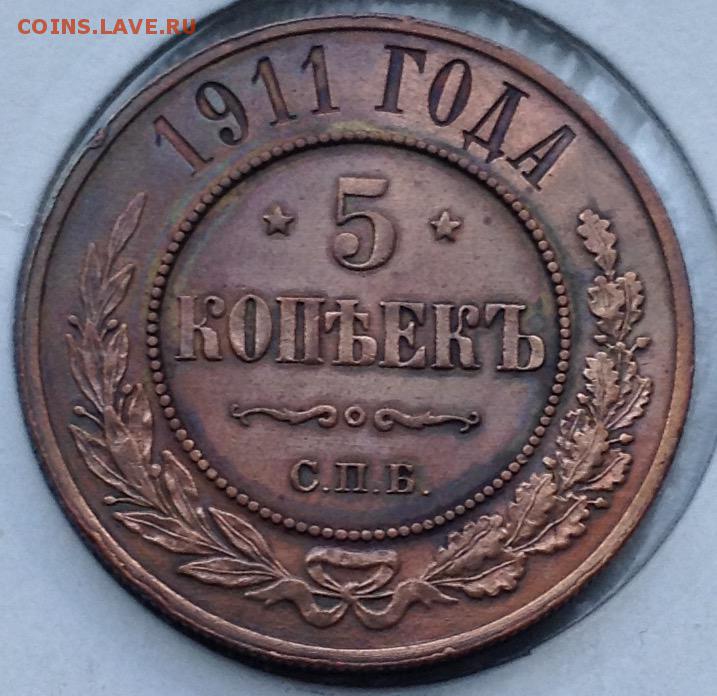 COINS.LAVE.RU
1911 ГОДА
5
КОПѢЕКЪ
С.П.Б.